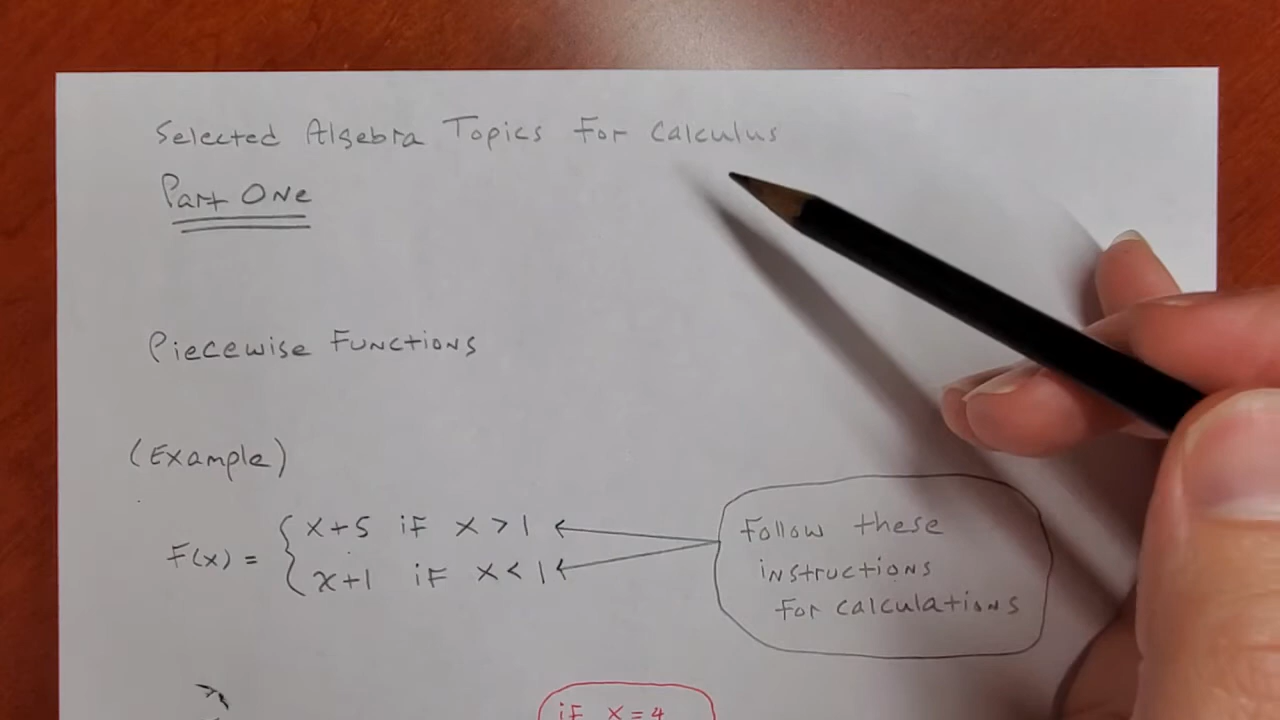 Selected Algebra Topics For Calculus
Part One
Piecewise Functions
(Example)
F(x) = { x+5 if x > 1
x+1 if x < 1
Follow these
instructions
for calculations
if x = 4